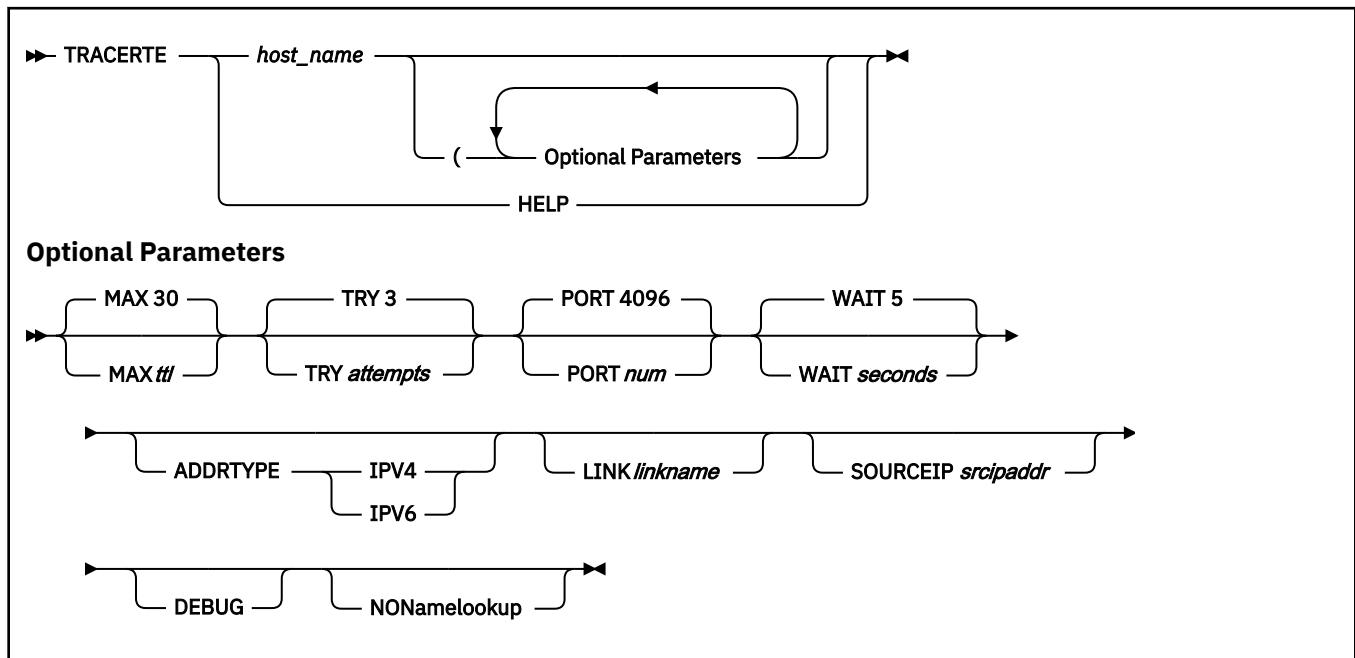 TRACERTE host_name
( Optional Parameters
HELP
Optional Parameters
MAX 30 TRY 3 PORT 4096 WAIT 5
MAX ttl TRY attempts PORT num WAIT seconds
ADDRTYPE IPV4 LINK linkname SOURCEIP srcipaddr
IPV6
DEBUG NONamelookup